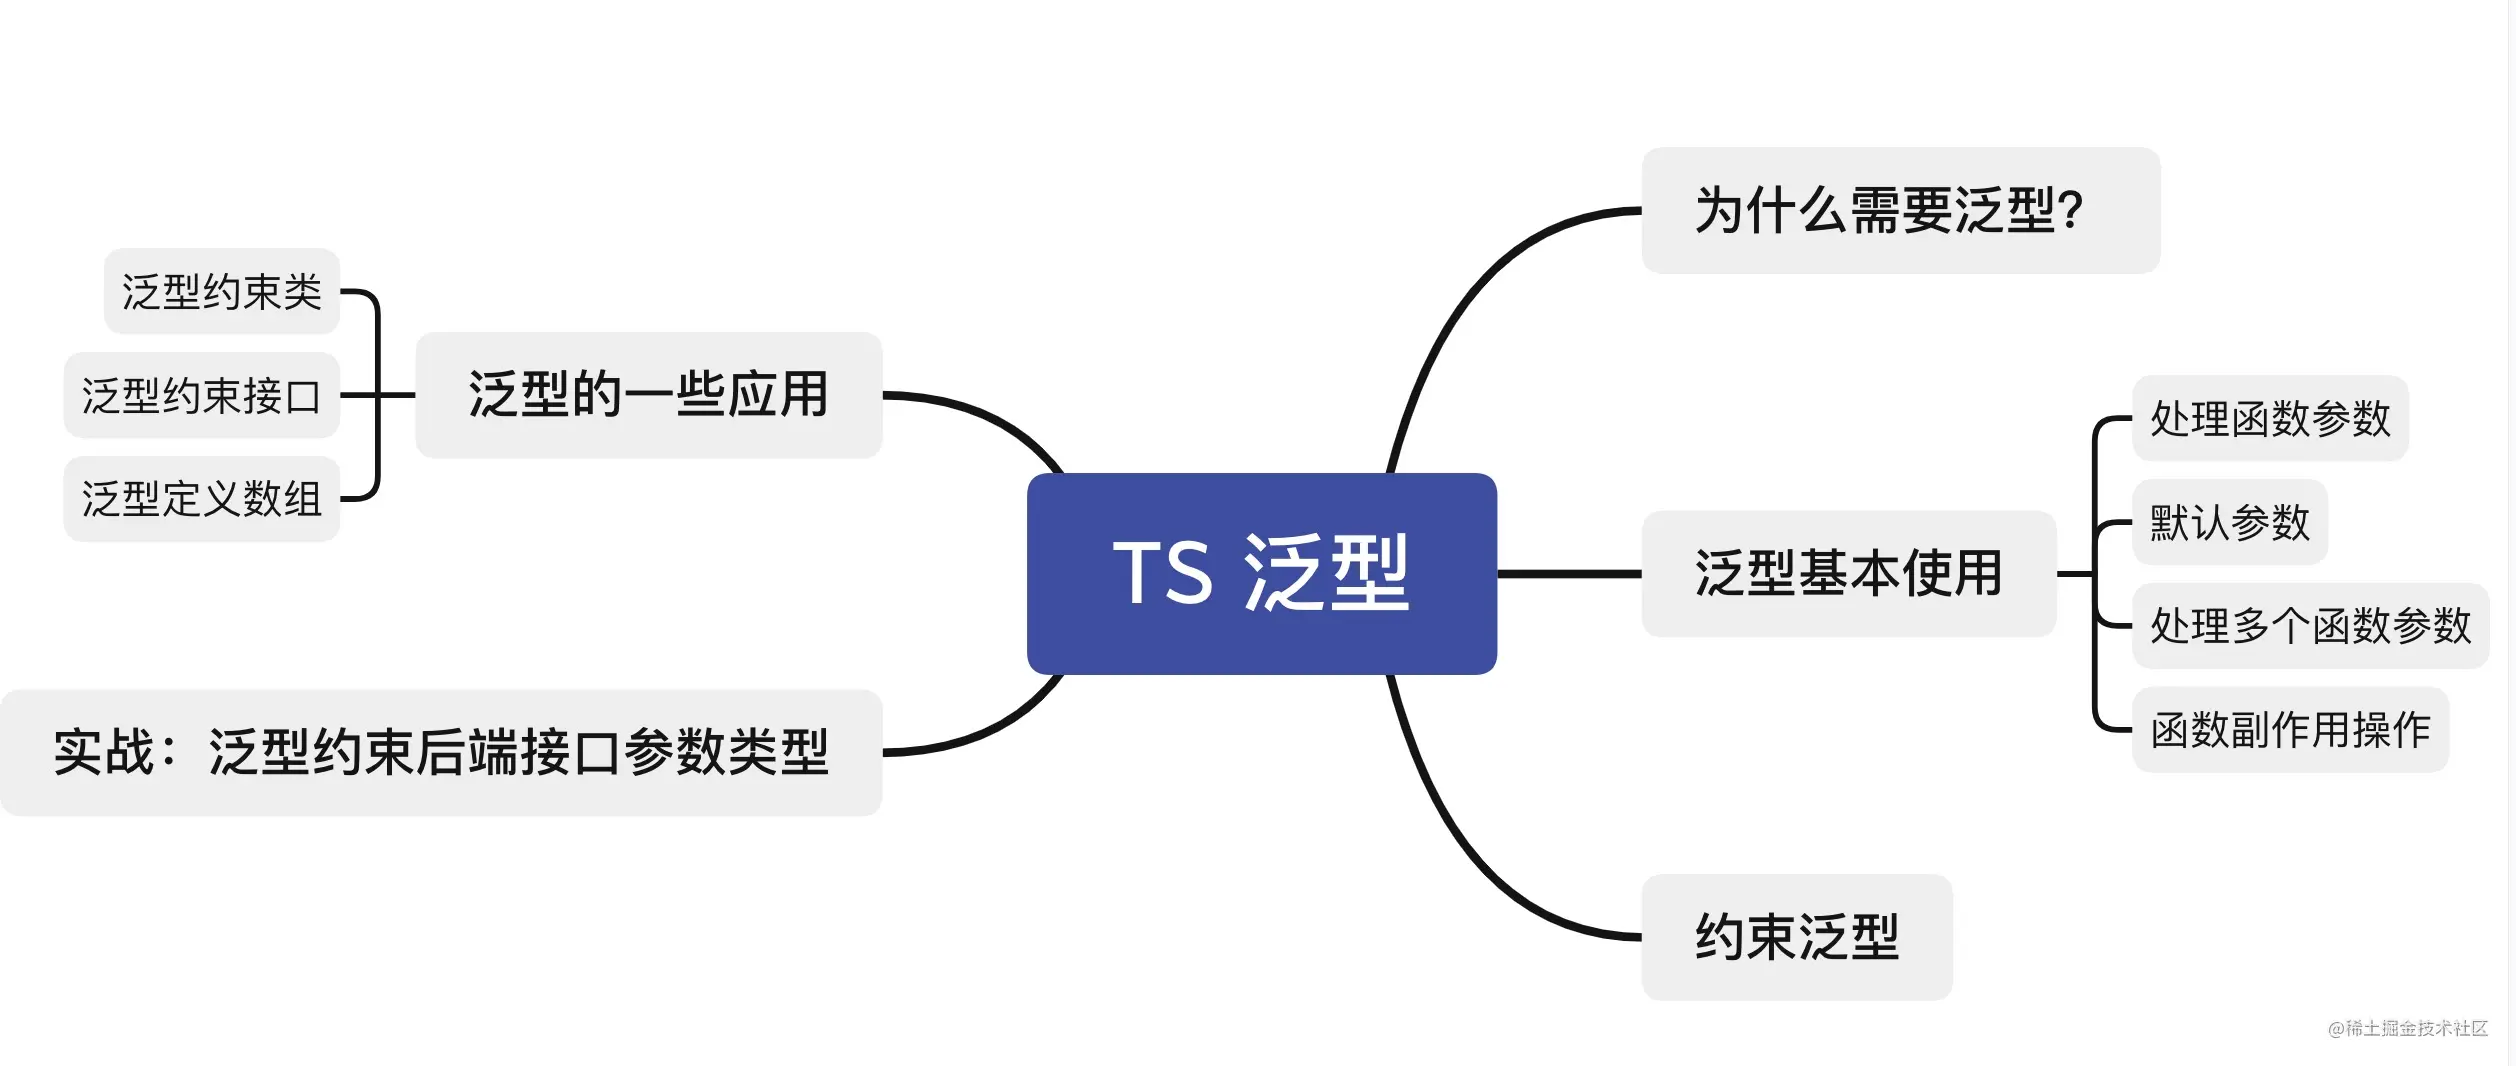 TS 泛型
为什么需要泛型?
泛型基本使用
处理函数参数
默认参数
处理多个函数参数
函数副作用操作
约束泛型
泛型的一些应用
泛型约束类
泛型约束接口
泛型定义数组
实战：泛型约束后端接口参数类型
@稀土掘金技术社区